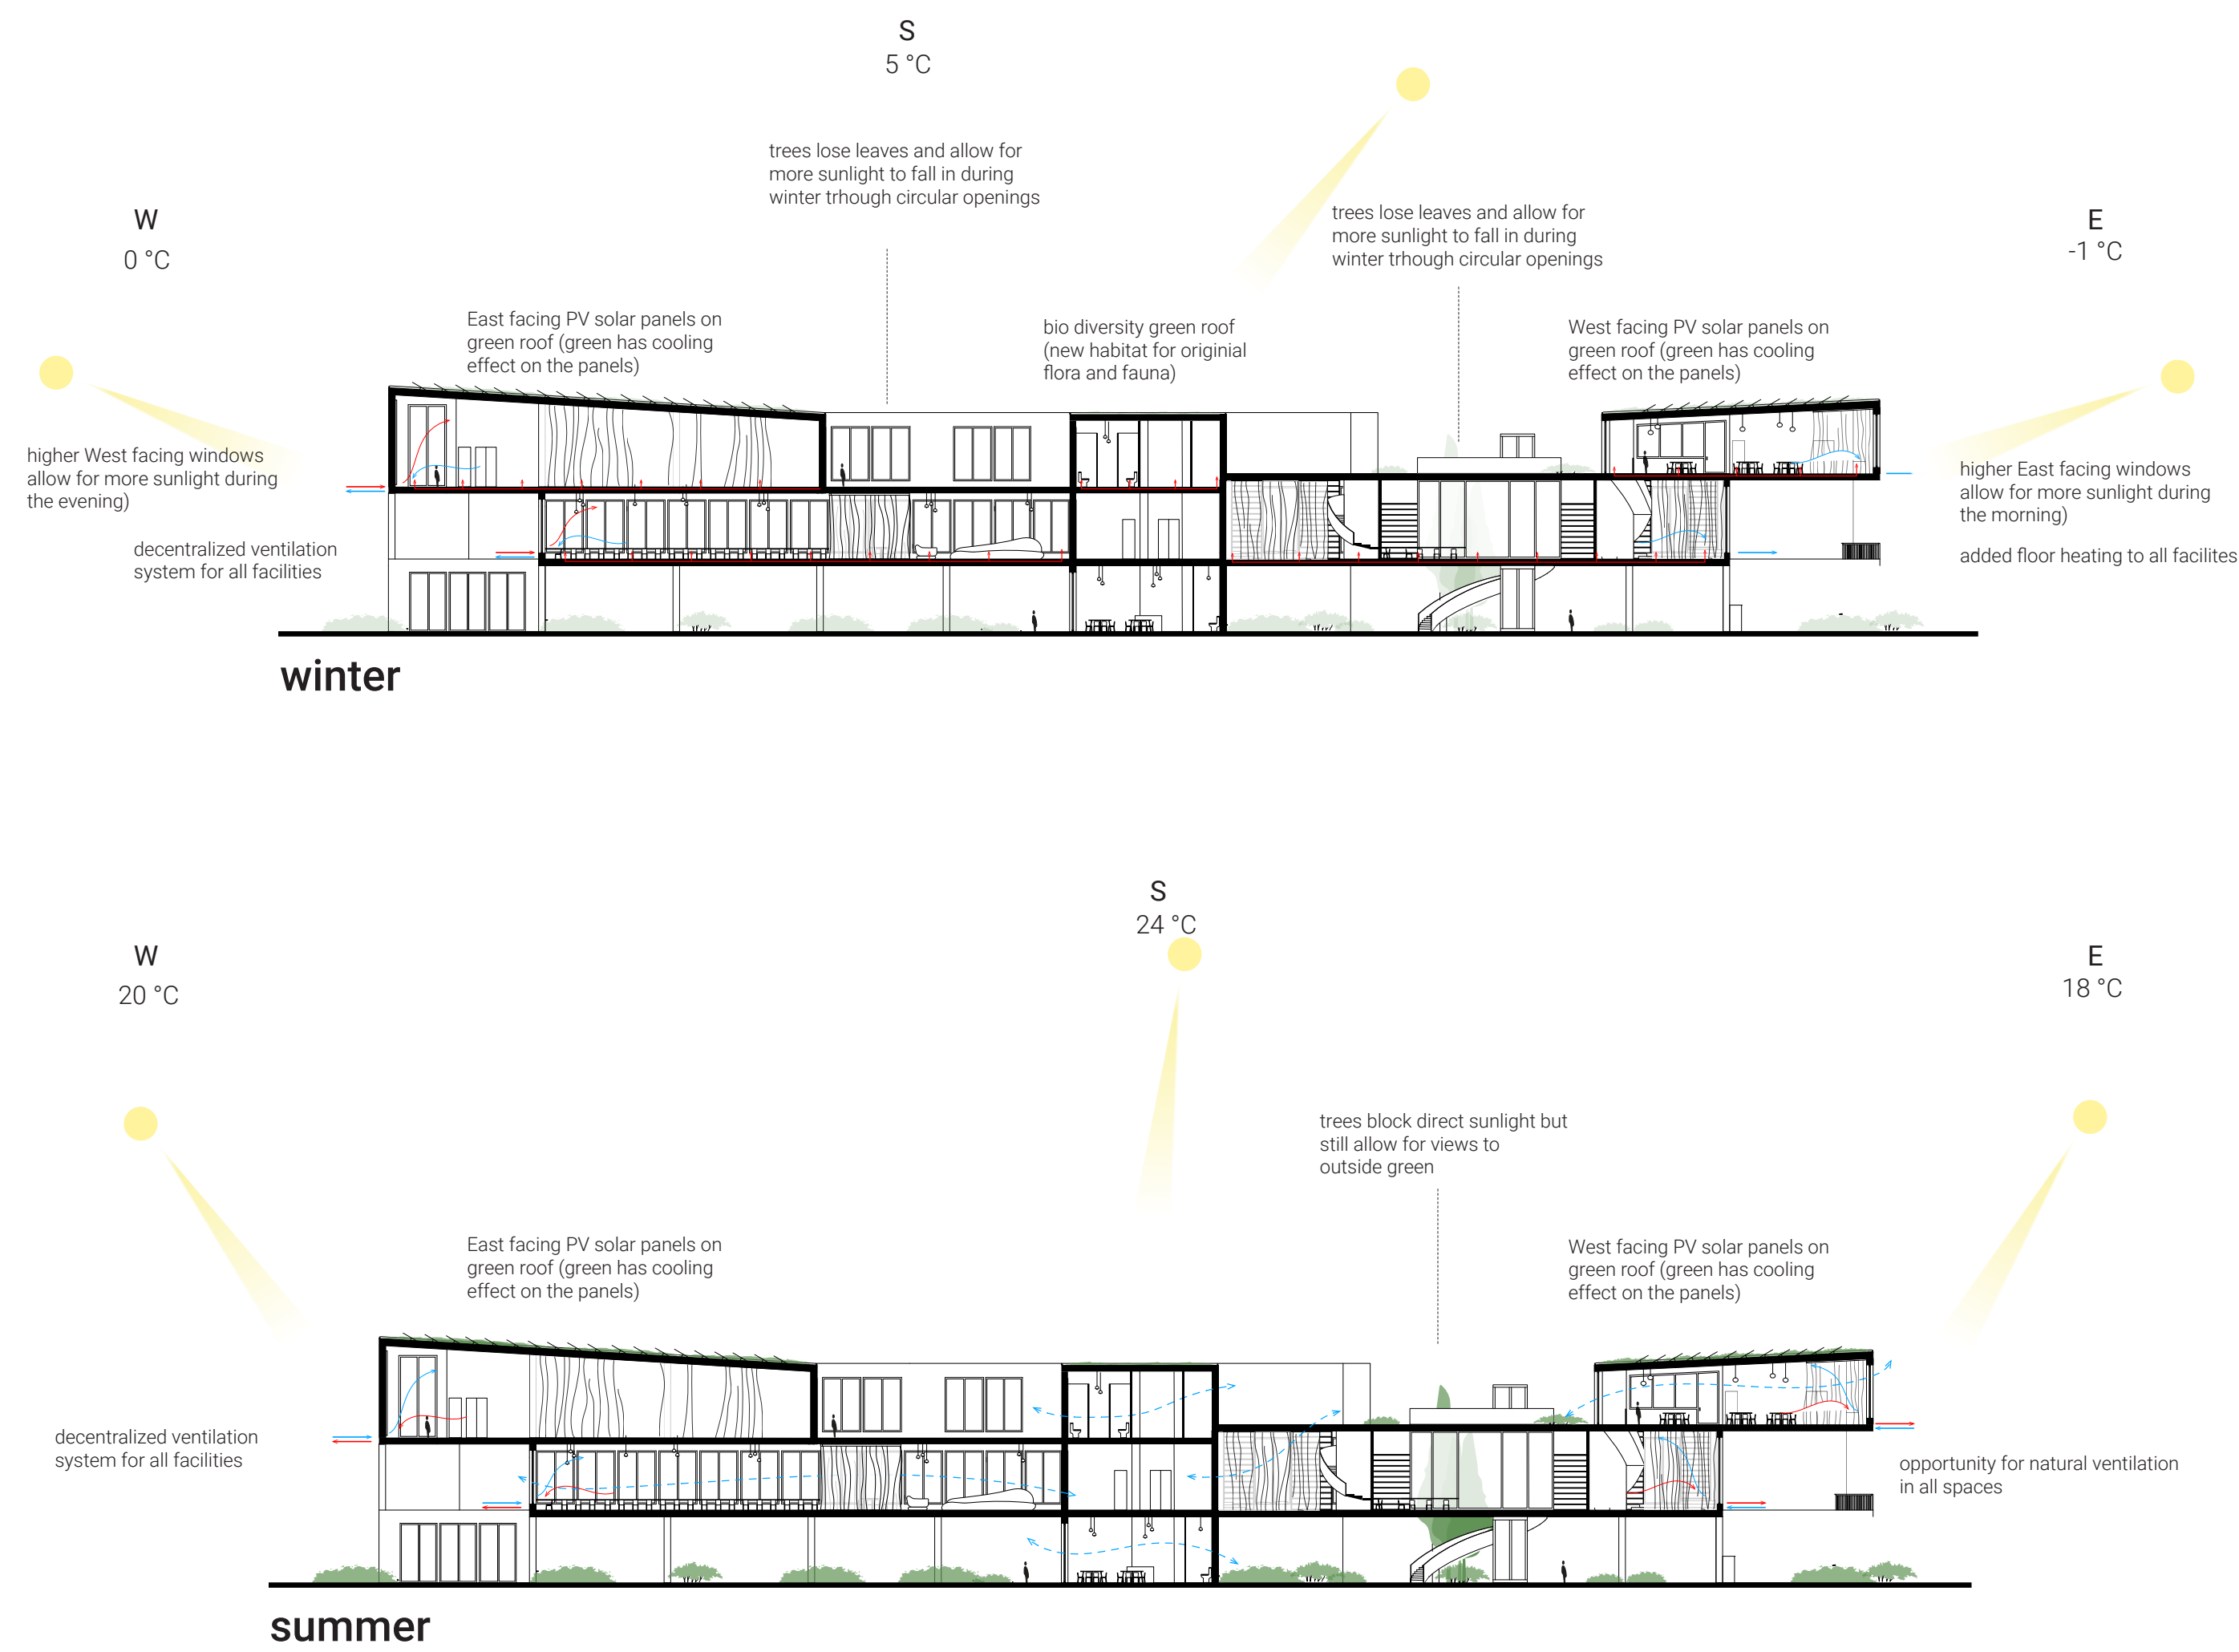 S
5 °C
trees lose leaves and allow for
more sunlight to fall in during
winter trhough circular openings
W
0 °C
trees lose leaves and allow for
more sunlight to fall in during
winter trhough circular openings
E
-1 °C
East facing PV solar panels on
green roof (green has cooling
effect on the panels)
bio diversity green roof
(new habitat for originial
flora and fauna)
West facing PV solar panels on
green roof (green has cooling
effect on the panels)
higher West facing windows
allow for more sunlight during
the evening)
decentralized ventilation
system for all facilities
higher East facing windows
allow for more sunlight during
the morning)
added floor heating to all facilites
winter
S
24 °C
W
20 °C
E
18 °C
trees block direct sunlight but
still allow for views to
outside green
East facing PV solar panels on
green roof (green has cooling
effect on the panels)
West facing PV solar panels on
green roof (green has cooling
effect on the panels)
decentralized ventilation
system for all facilities
opportunity for natural ventilation
in all spaces
summer